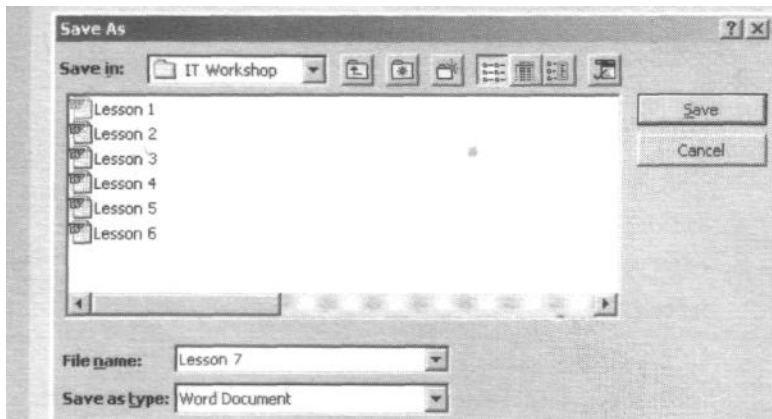 Save As
Save in: IT Workshop
Lesson 1
Lesson 2
Lesson 3
Lesson 4
Lesson 5
Lesson 6
Save
Cancel
File name: Lesson 7
Save as type: Word Document